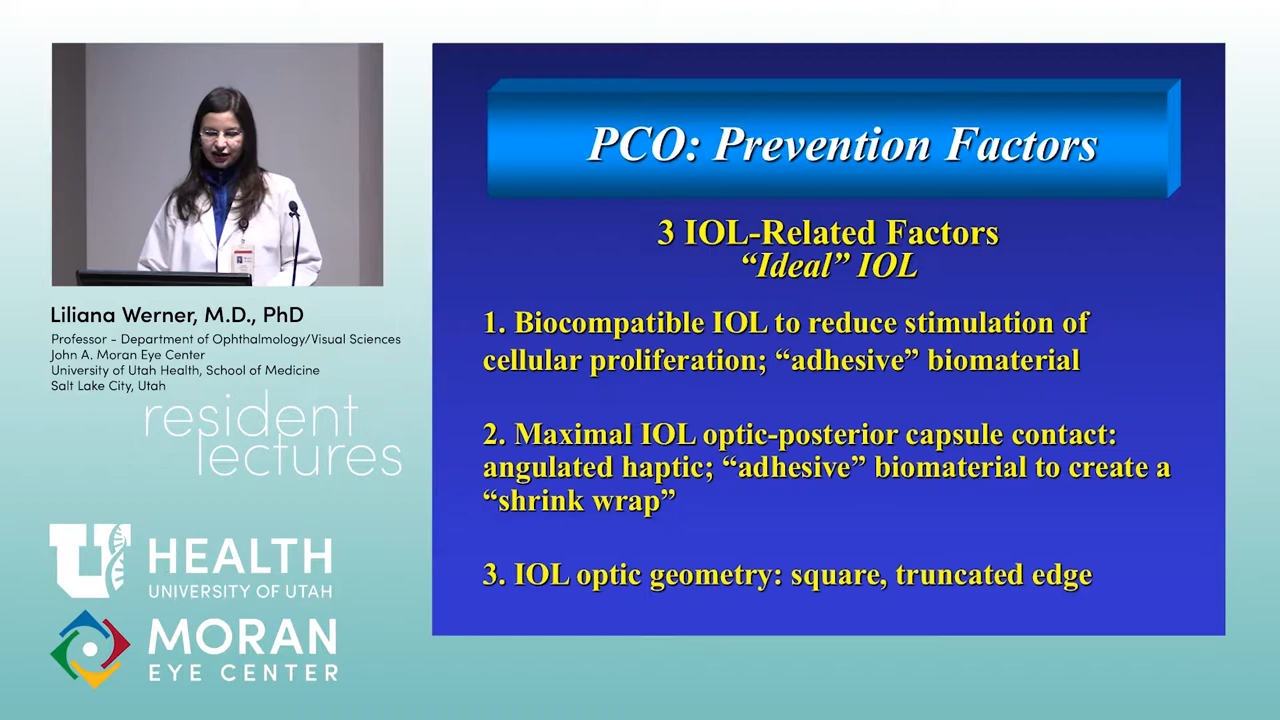 PCO: Prevention Factors
3 IOL-Related Factors
“Ideal” IOL
1. Biocompatible IOL to reduce stimulation of
cellular proliferation; “adhesive” biomaterial
2. Maximal IOL optic-posterior capsule contact:
angulated haptic; “adhesive” biomaterial to create a
“shrink wrap”
3. IOL optic geometry: square, truncated edge
Liliana Werner, M.D., PhD
Professor - Department of Ophthalmology/Visual Sciences
John A. Moran Eye Center
University of Utah Health, School of Medicine
Salt Lake City, Utah
resident
lectures
U HEALTH
UNIVERSITY OF UTAH
MORAN
EYE CENTER